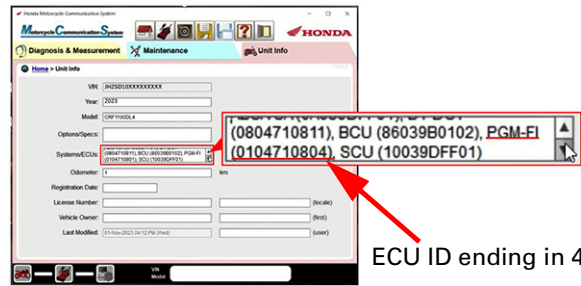 Honda Motorcycle Communication System
Motorcycle Communication System
HONDA
Diagnosis & Measurement
Maintenance
Unit Info
Home > Unit Info
VIN: JH2SD10XXXXXXXXX
Year: 2023
Model: CRF1100DL4
Options/Specs:
Systems/ECUs: (0804710811), BCU (86039B0102), PGM-FI
(0104710804), SCU (10039DFF01)
Odometer: 1 km
Registration Date:
License Number: (locale)
Vehicle Owner: (first)
Last Modified: 01-Nov-2023 04:12 PM (Wed) (user)
VIN
Model
(0804710811), BCU (86039B0102), PGM-FI
(0104710804), SCU (10039DFF01)
ECU ID ending in 4